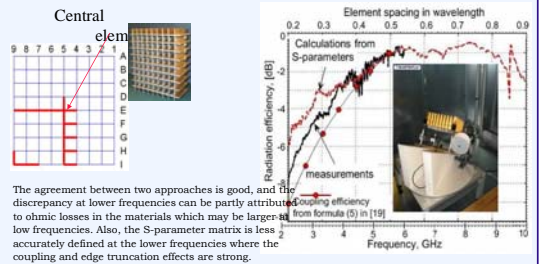 Central
elem
9 8 7 6 5 4 3 2 1
A
B
C
D
E
F
G
H
I
Element spacing in wavelength
0.2 0.3 0.4 0.5 0.6 0.7 0.8 0.9
Calculations from
S-parameters
measurements
Coupling efficiency
from formula (5) in [19]
Radiation efficiency, [dB]
0
-2
-4
-6
-8
2 3 4 5 6 7 8 9 10
Frequency, GHz
The agreement between two approaches is good, and the
discrepancy at lower frequencies can be partly attributed
to ohmic losses in the materials which may be larger at
low frequencies. Also, the S-parameter matrix is less
accurately defined at the lower frequencies where the
coupling and edge truncation effects are strong.